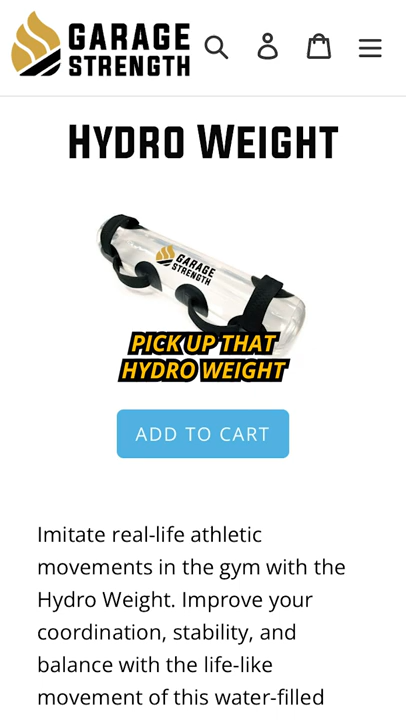 GARAGE
STRENGTH
HYDRO WEIGHT
GARAGE
STRENGTH
PICK UP THAT
HYDRO WEIGHT
ADD TO CART
Imitate real-life athletic
movements in the gym with the
Hydro Weight. Improve your
coordination, stability, and
balance with the life-like
movement of this water-filled